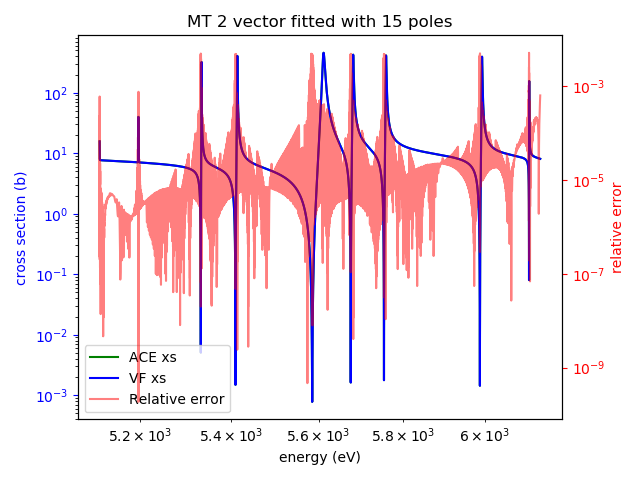 MT 2 vector fitted with 15 poles
cross section (b)
10²
10¹
10⁰
10⁻¹
10⁻²
10⁻³
10⁻³
10⁻⁵
10⁻⁷
10⁻⁹
relative error
ACE xs
VF xs
Relative error
5.2 × 10³ 5.4 × 10³ 5.6 × 10³ 5.8 × 10³ 6 × 10³
energy (eV)